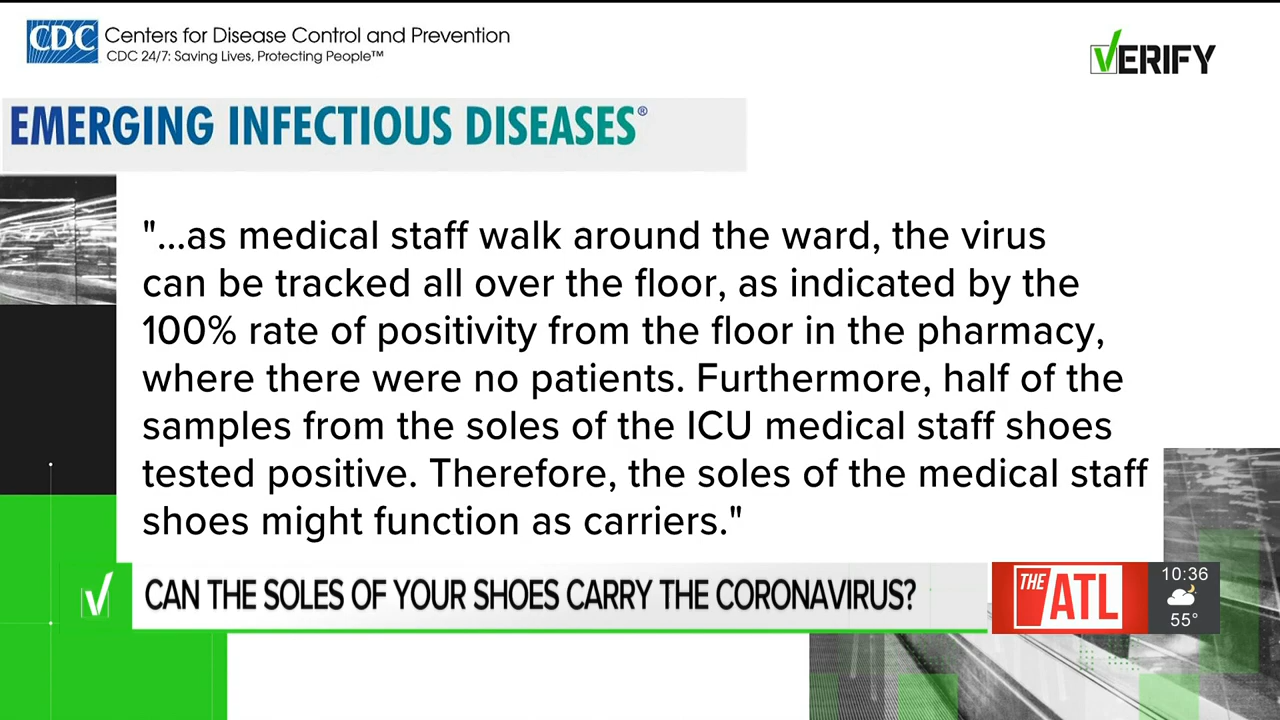 CDC Centers for Disease Control and Prevention
CDC 24/7: Saving Lives, Protecting People™
VERIFY
EMERGING INFECTIOUS DISEASES®
"...as medical staff walk around the ward, the virus
can be tracked all over the floor, as indicated by the
100% rate of positivity from the floor in the pharmacy,
where there were no patients. Furthermore, half of the
samples from the soles of the ICU medical staff shoes
tested positive. Therefore, the soles of the medical staff
shoes might function as carriers."
CAN THE SOLES OF YOUR SHOES CARRY THE CORONAVIRUS?
THE ATL
10:36
55°